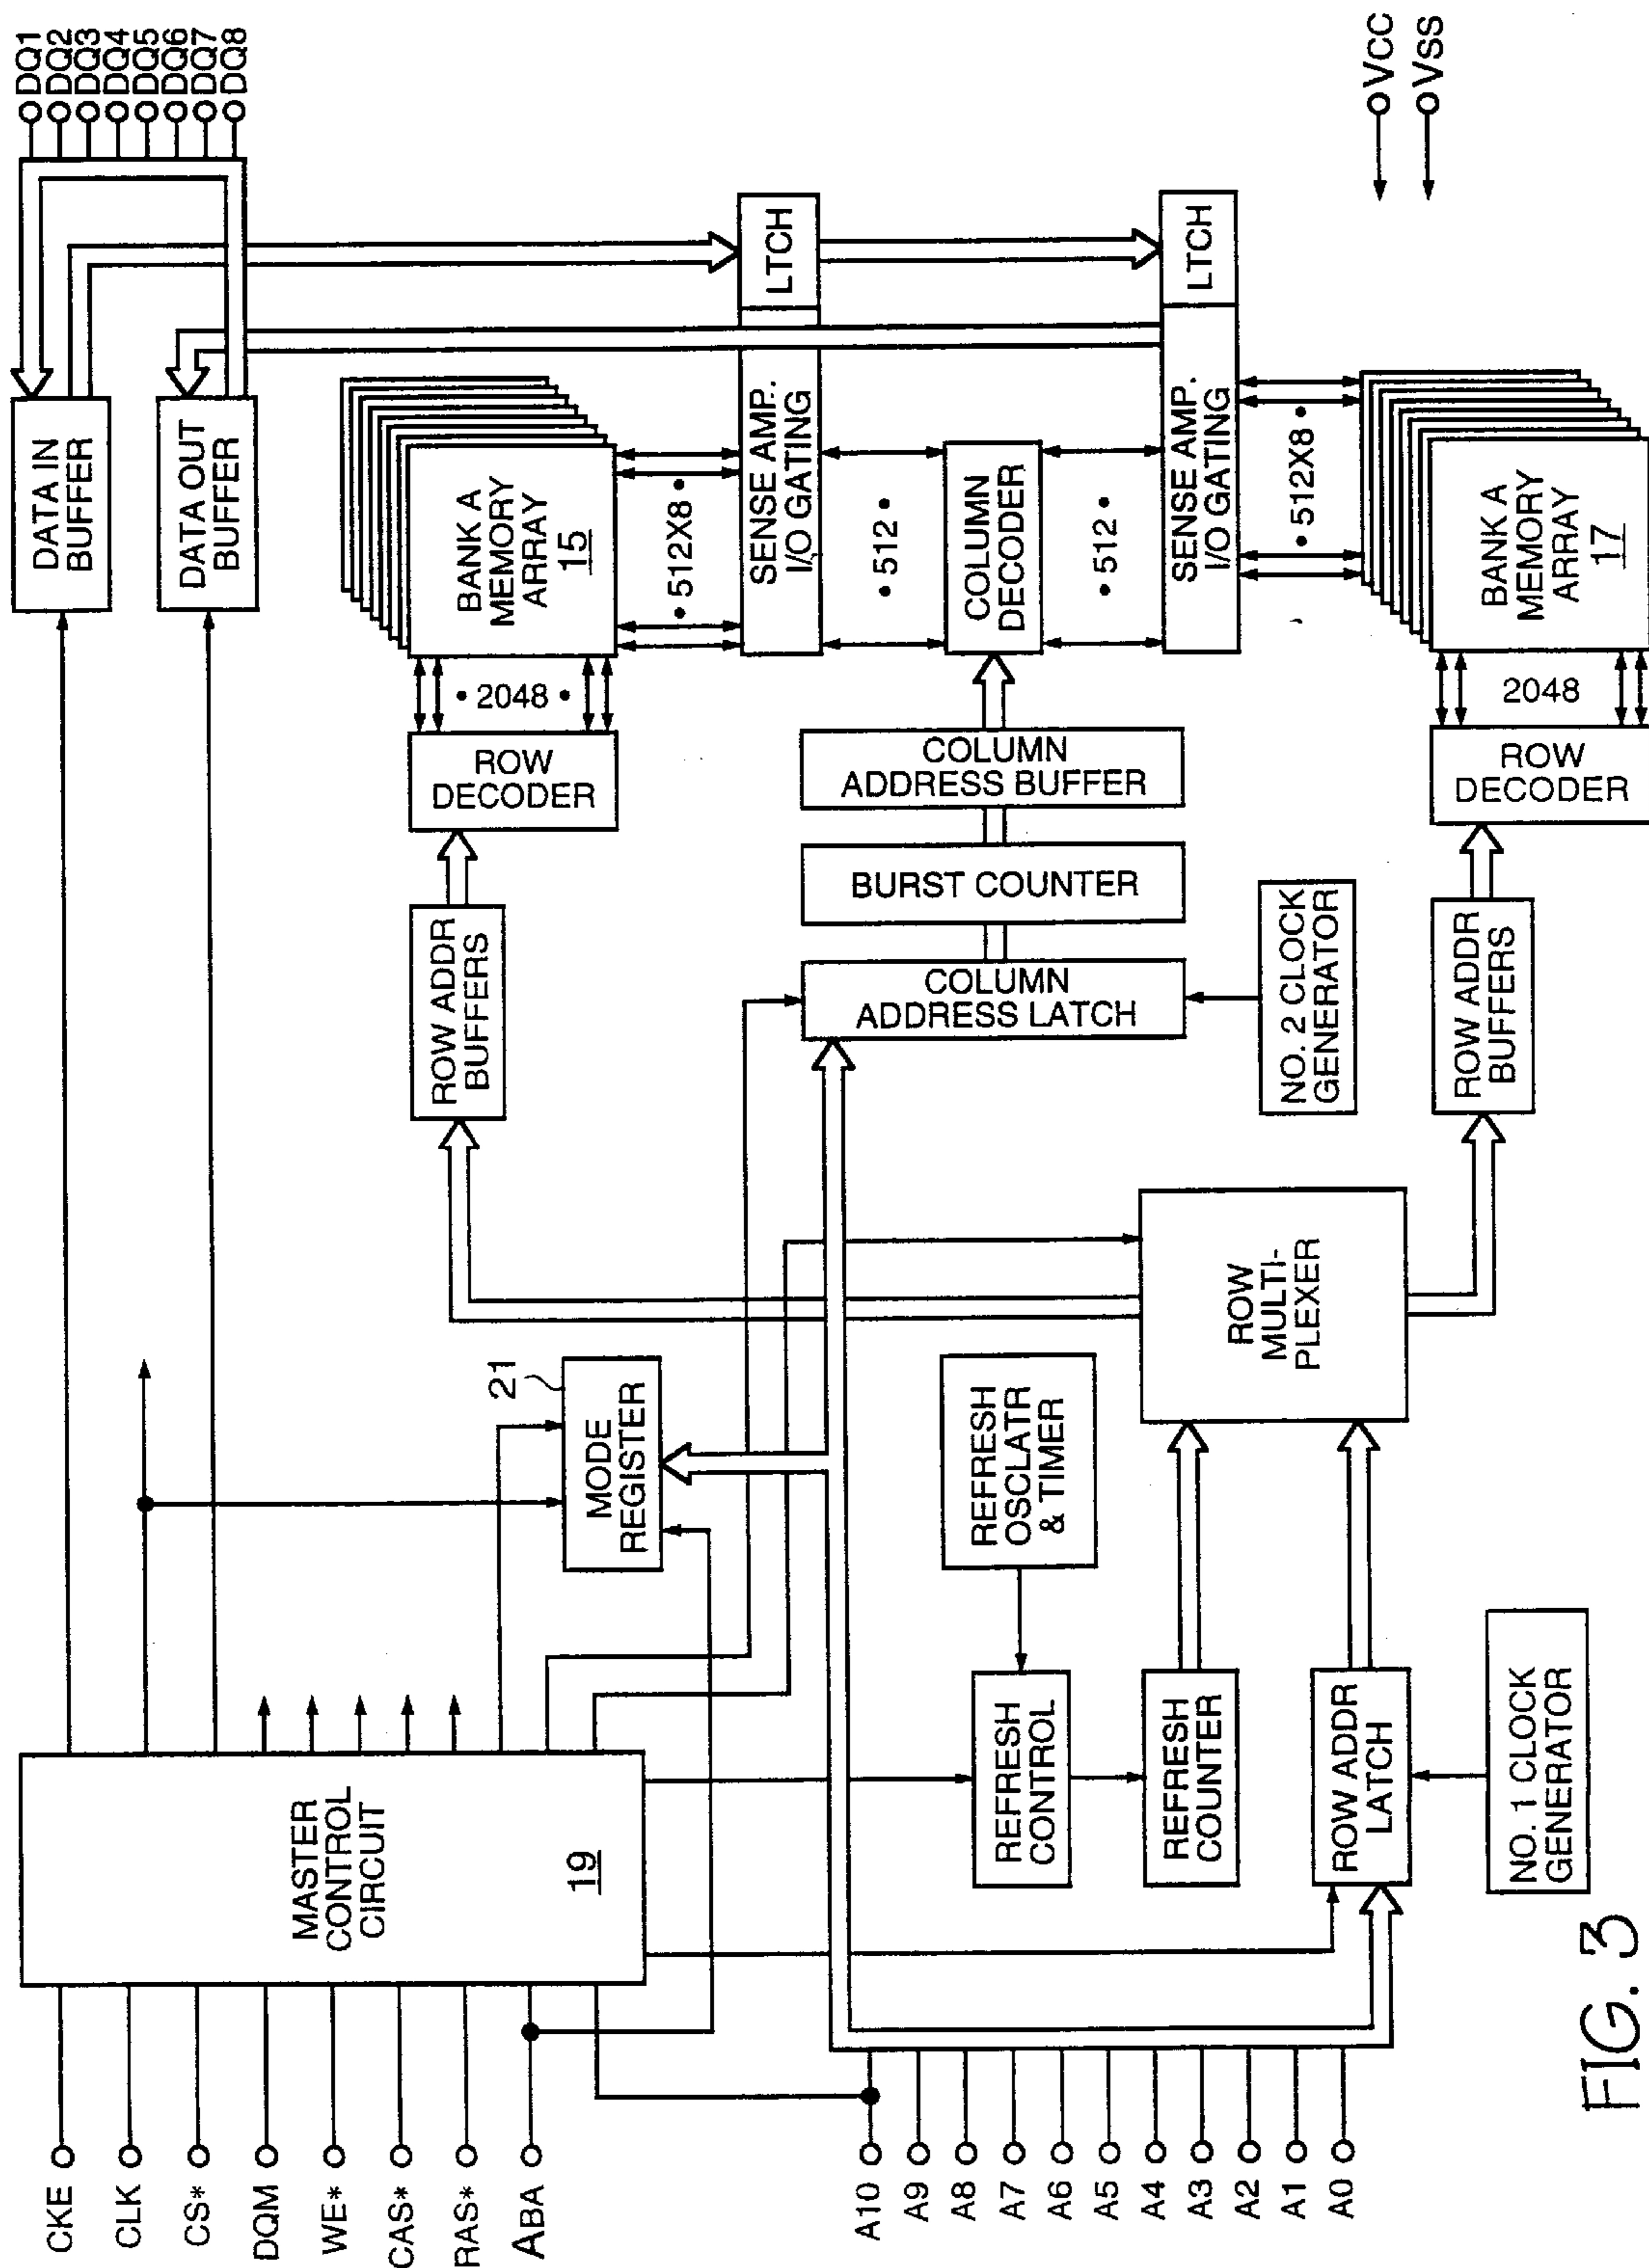 CKE
CLK
CS*
DQM
WE*
CAS*
RAS*
ABA
A10
A9
A8
A7
A6
A5
A4
A3
A2
A1
A0
MASTER
CONTROL
CIRCUIT
19
MODE
REGISTER
21
REFRESH
OSCLATR
& TIMER
REFRESH
CONTROL
REFRESH
COUNTER
ROW ADDR
LATCH
NO. 1 CLOCK
GENERATOR
ROW
MULTI-
PLEXER
ROW ADDR
BUFFERS
ROW
DECODER
• 2048 •
BANK A
MEMORY
ARRAY
15
• 512X8 •
SENSE AMP..
I/O GATING
LTCH
• 512 •
COLUMN
DECODER
• 512 •
SENSE AMP.
I/O GATING
LTCH
• 512X8 •
COLUMN
ADDRESS LATCH
BURST COUNTER
COLUMN
ADDRESS BUFFER
NO. 2 CLOCK
GENERATOR
ROW ADDR
BUFFERS
ROW
DECODER
2048
BANK A
MEMORY
ARRAY
17
DATA IN
BUFFER
DATA OUT
BUFFER
DQ1
DQ2
DQ3
DQ4
DQ5
DQ6
DQ7
DQ8
VCC
VSS
FIG. 3